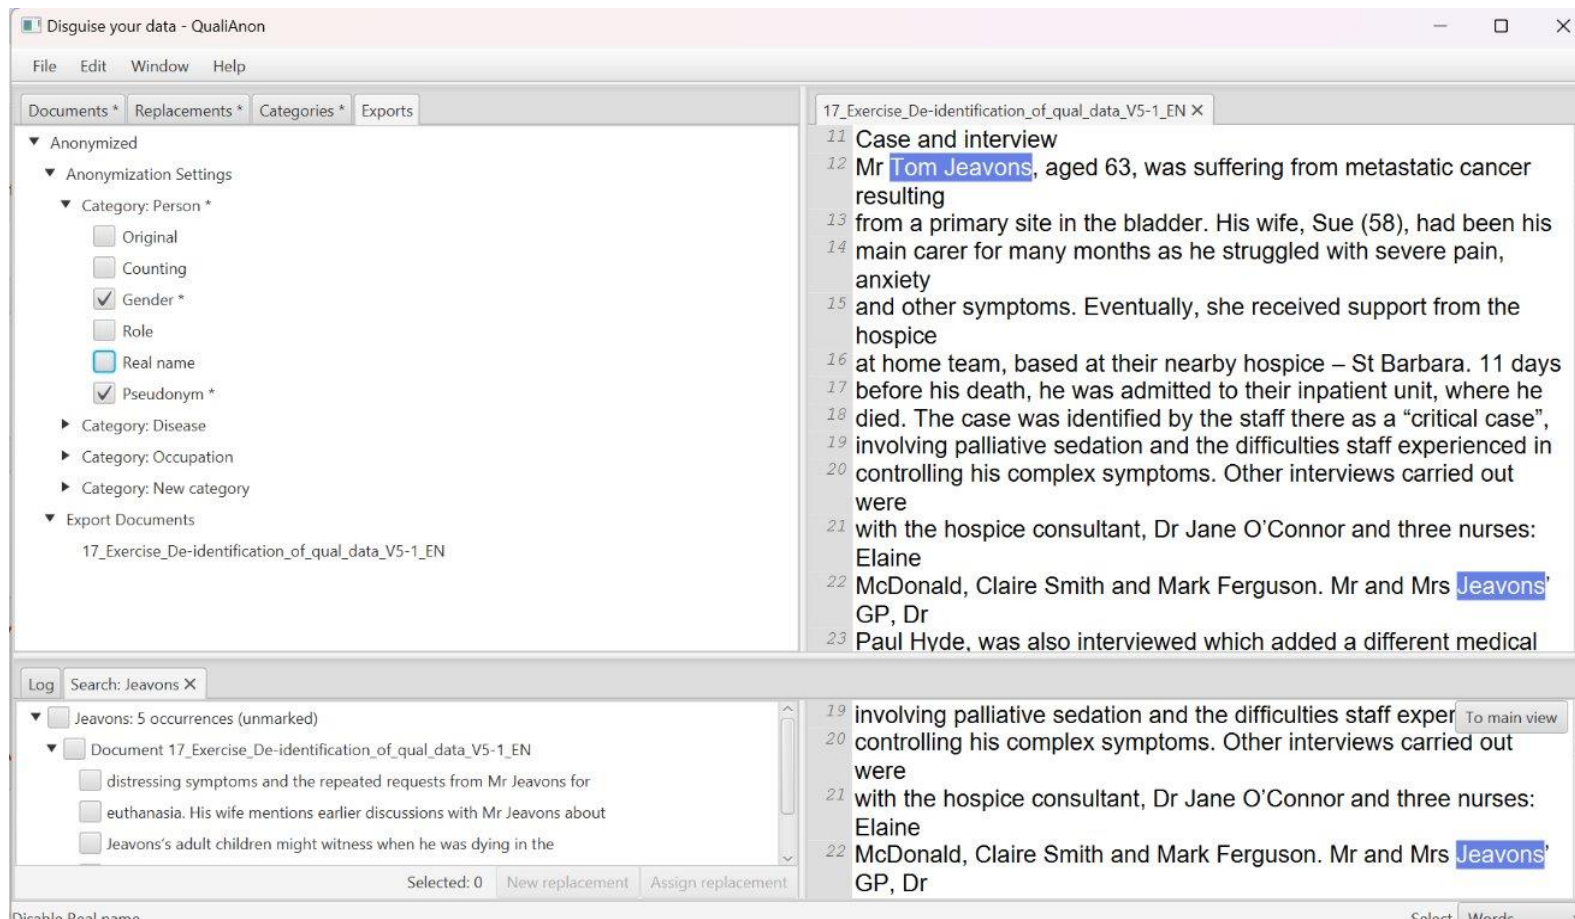 Disguise your data - QualiAnon
File Edit Window Help
Documents * Replacements * Categories * Exports
Anonymized
Anonymization Settings
Category: Person *
Original
Counting
Gender *
Role
Real name
Pseudonym *
Category: Disease
Category: Occupation
Category: New category
Export Documents
17_Exercise_De-identification_of_qual_data_V5-1_EN
17_Exercise_De-identification_of_qual_data_V5-1_EN
11 Case and interview
12 Mr Tom Jeavons, aged 63, was suffering from metastatic cancer
resulting
13 from a primary site in the bladder. His wife, Sue (58), had been his
14 main carer for many months as he struggled with severe pain,
anxiety
15 and other symptoms. Eventually, she received support from the
hospice
16 at home team, based at their nearby hospice – St Barbara. 11 days
17 before his death, he was admitted to their inpatient unit, where he
18 died. The case was identified by the staff there as a “critical case”,
19 involving palliative sedation and the difficulties staff experienced in
20 controlling his complex symptoms. Other interviews carried out
were
21 with the hospice consultant, Dr Jane O’Connor and three nurses:
Elaine
22 McDonald, Claire Smith and Mark Ferguson. Mr and Mrs Jeavons’
GP, Dr
23 Paul Hyde, was also interviewed which added a different medical
Log Search: Jeavons
Jeavons: 5 occurrences (unmarked)
Document 17_Exercise_De-identification_of_qual_data_V5-1_EN
distressing symptoms and the repeated requests from Mr Jeavons for
euthanasia. His wife mentions earlier discussions with Mr Jeavons about
Jeavons's adult children might witness when he was dying in the
Selected: 0 New replacement Assign replacement
19 involving palliative sedation and the difficulties staff exper
To main view
20 controlling his complex symptoms. Other interviews carried out
were
21 with the hospice consultant, Dr Jane O’Connor and three nurses:
Elaine
22 McDonald, Claire Smith and Mark Ferguson. Mr and Mrs Jeavons’
GP, Dr
Disable Real name
Select Words